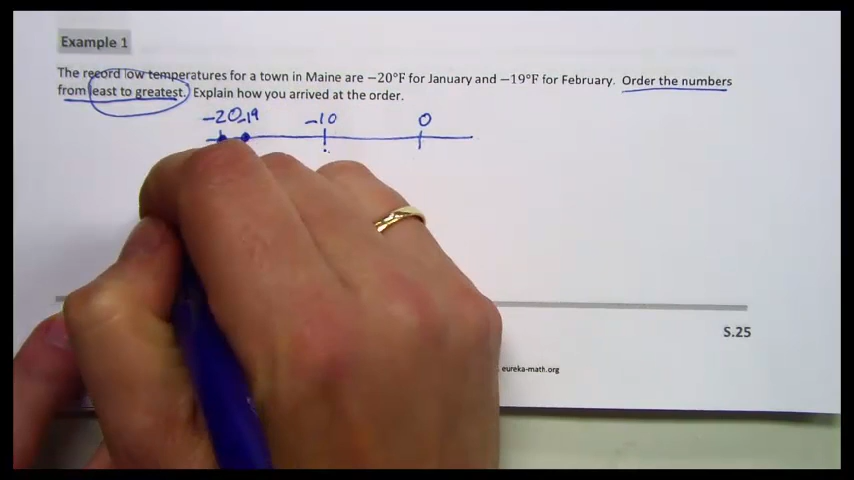 Example 1
The record low temperatures for a town in Maine are −20°F for January and −19°F for February. Order the numbers
from least to greatest. Explain how you arrived at the order.
-20 -19 -10 0
S.25
eureka-math.org